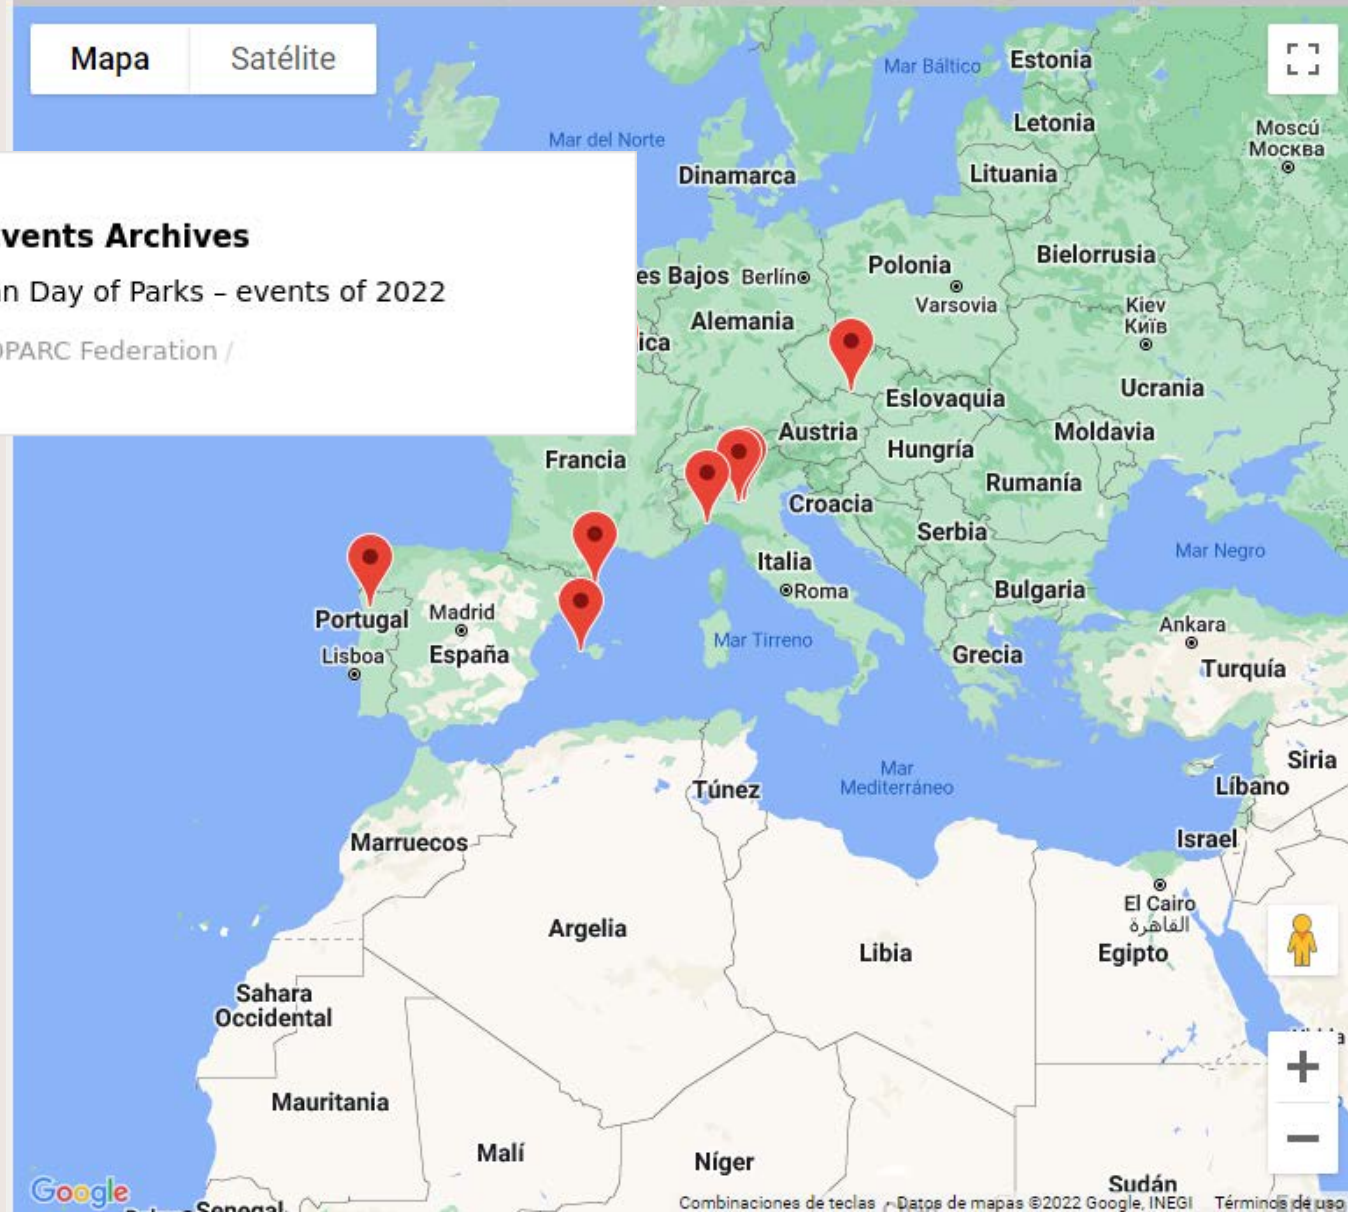 Mapa Satélite
Mar Báltico
Estonia
Letonia
Moscú
Москва
Mar del Norte
Dinamarca
Lituania
vents Archives
n Day of Parks – events of 2022
PARC Federation /
es Bajos
Berlín
Polonia
Varsovia
Bielorrusia
Alemania
Kiev
Київ
ica
Ucrania
Eslovaquia
Austria
Moldavia
Francia
Hungría
Rumanía
Croacia
Serbia
Mar Negro
Italia
Roma
Bulgaria
Portugal
Madrid
Ankara
Mar Tirreno
Lisboa
España
Grecia
Turquía
Siria
Mar
Mediterráneo
Túnez
Líbano
Marruecos
Israel
El Cairo
القاهرة
Argelia
Libia
Egipto
Sahara
Occidental
Mauritania
Malí
Níger
Sudán
Google
Senegal
Combinaciones de teclas
Datos de mapas ©2022 Google, INEGI
Términos de uso